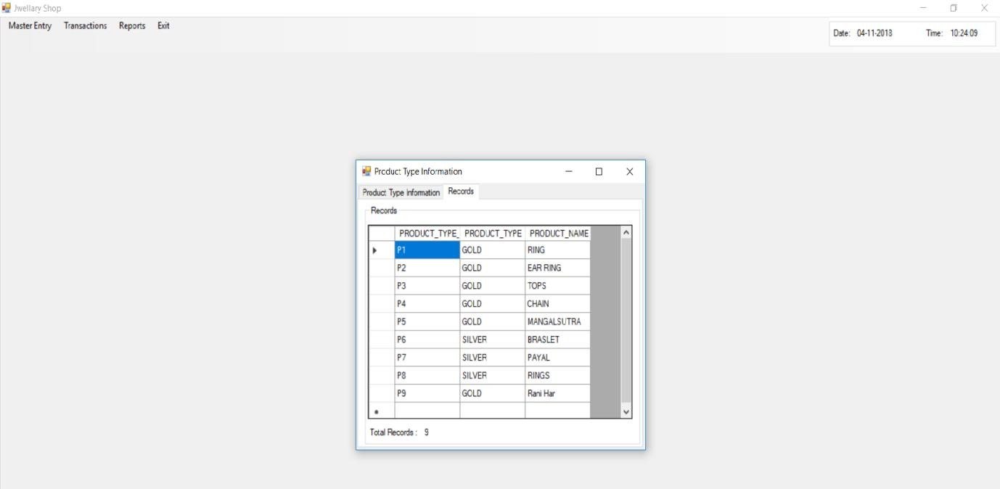 Jwellary Shop
Master Entry Transactions Reports Exit
Date: 04-11-2018 Time: 10:24:09
Product Type Information
Product Type Information Records
Records
PRODUCT_TYPE_ PRODUCT_TYPE PRODUCT_NAME
P1 GOLD RING
P2 GOLD EAR RING
P3 GOLD TOPS
P4 GOLD CHAIN
P5 GOLD MANGALSUTRA
P6 SILVER BRASLET
P7 SILVER PAYAL
P8 SILVER RINGS
P9 GOLD Rani Har
Total Records : 9